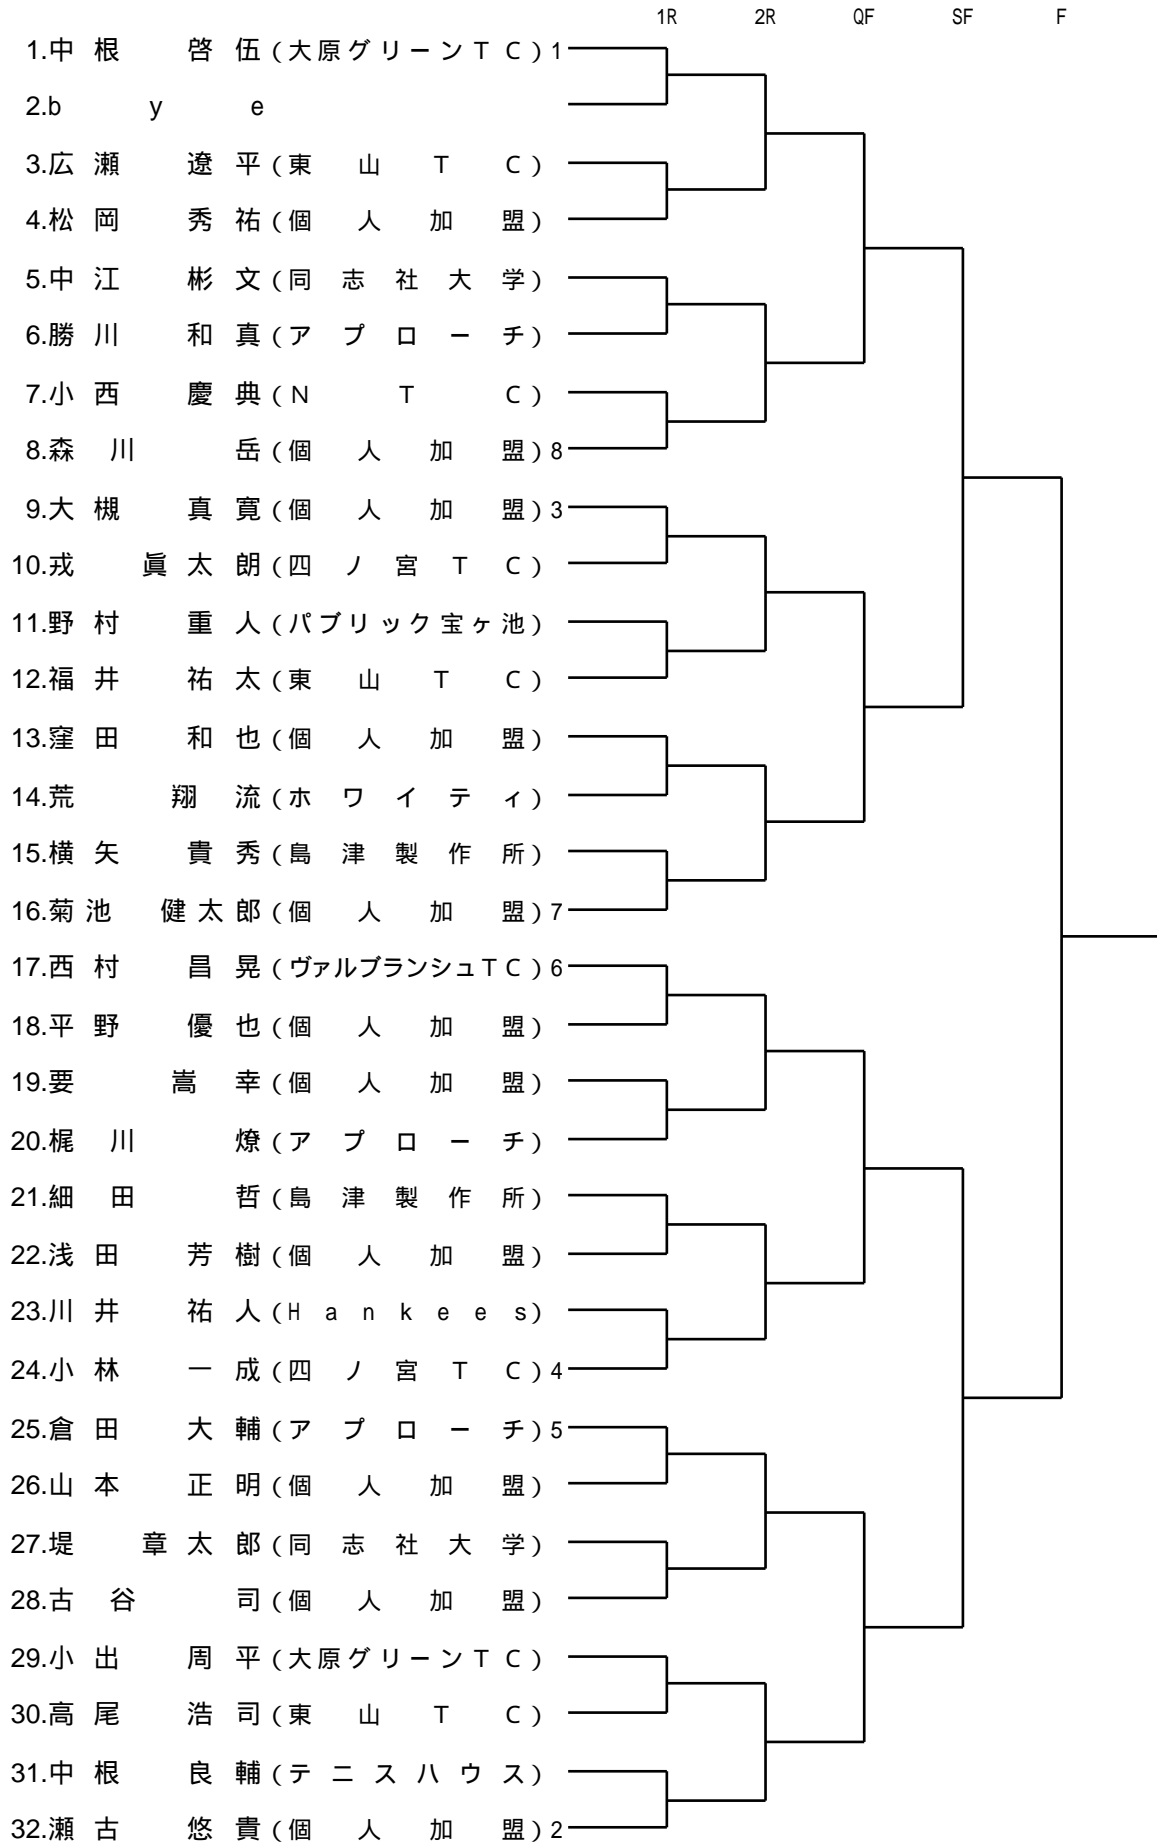 1R 2R QF SF F
1.中根 啓伍(大原グリーンTC)1
2.bye
3.広瀬 遼平(東山TC)
4.松岡 秀祐(個人加盟)
5.中江 彬文(同志社大学)
6.勝川 和真(アプローチ)
7.小西 慶典(NTC)
8.森川 岳(個人加盟)8
9.大槻 真寛(個人加盟)3
10.戎 眞太朗(四ノ宮TC)
11.野村 重人(パブリック宝ヶ池)
12.福井 祐太(東山TC)
13.窪田 和也(個人加盟)
14.荒 翔流(ホワイティ)
15.横矢 貴秀(島津製作所)
16.菊池 健太郎(個人加盟)7
17.西村 昌晃(ヴァルブランシュTC)6
18.平野 優也(個人加盟)
19.要 嵩幸(個人加盟)
20.梶川 燎(アプローチ)
21.細田 哲(島津製作所)
22.浅田 芳樹(個人加盟)
23.川井 祐人(Hankees)
24.小林 一成(四ノ宮TC)4
25.倉田 大輔(アプローチ)5
26.山本 正明(個人加盟)
27.堤 章太郎(同志社大学)
28.古谷 司(個人加盟)
29.小出 周平(大原グリーンTC)
30.高尾 浩司(東山TC)
31.中根 良輔(テニスハウス)
32.瀬古 悠貴(個人加盟)2